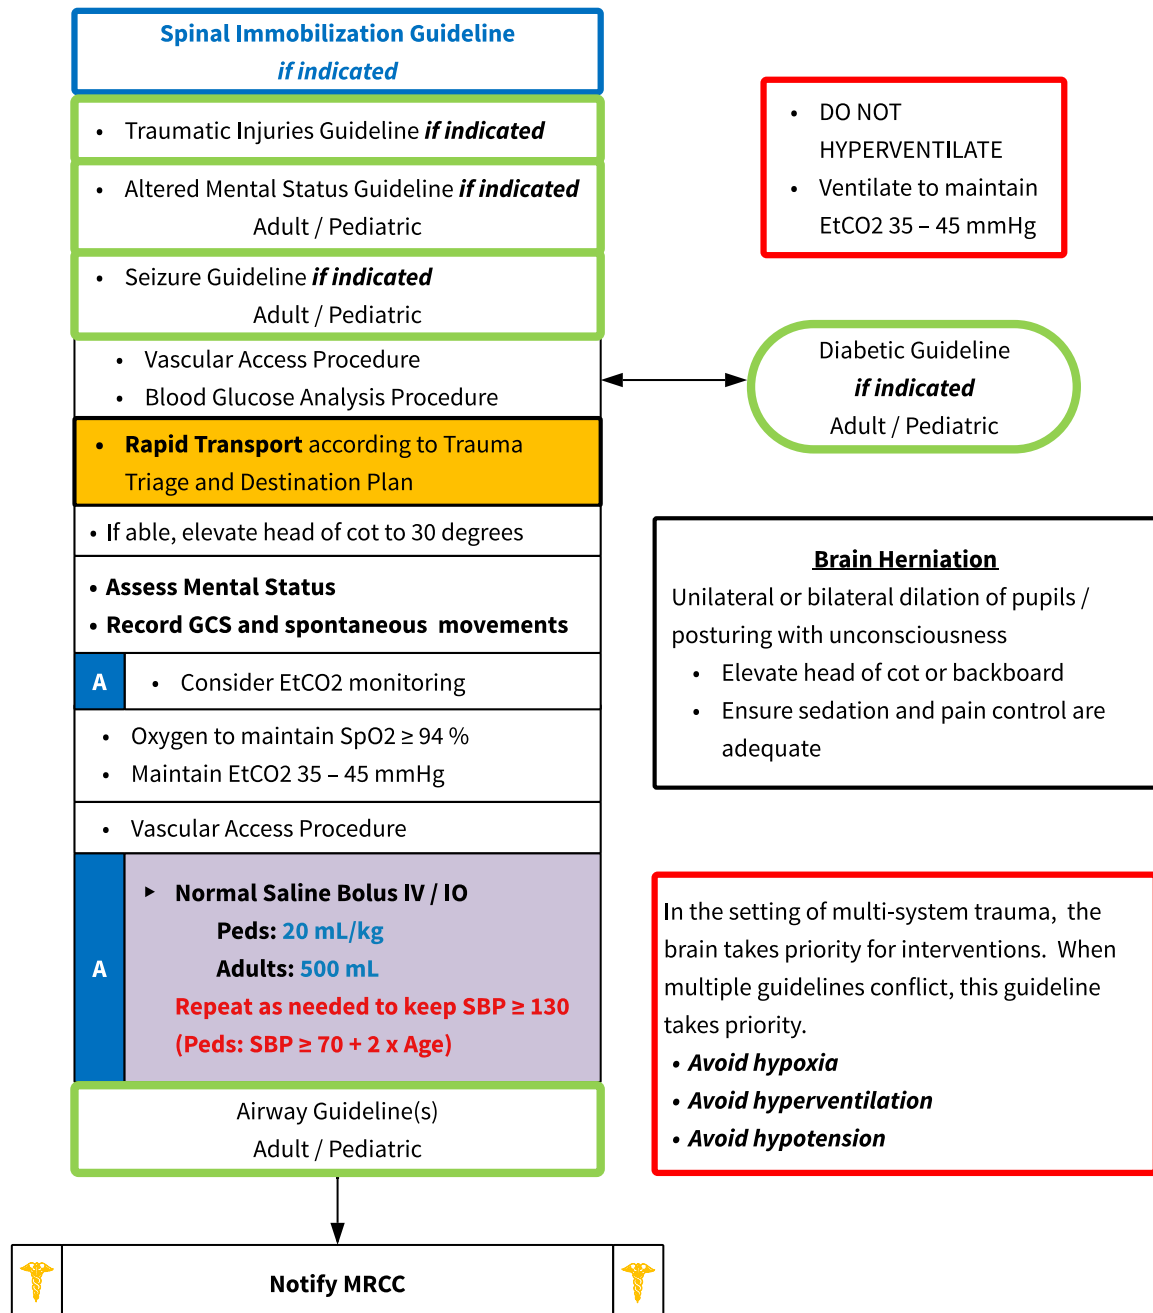 Spinal Immobilization Guideline
if indicated
• Traumatic Injuries Guideline if indicated
• Altered Mental Status Guideline if indicated
Adult / Pediatric
• Seizure Guideline if indicated
Adult / Pediatric
• Vascular Access Procedure
• Blood Glucose Analysis Procedure
• Rapid Transport according to Trauma
Triage and Destination Plan
• If able, elevate head of cot to 30 degrees
• Assess Mental Status
• Record GCS and spontaneous movements
A
• Consider EtCO2 monitoring
• Oxygen to maintain SpO2 ≥ 94 %
• Maintain EtCO2 35 – 45 mmHg
• Vascular Access Procedure
A
▸ Normal Saline Bolus IV / IO
Peds: 20 mL/kg
Adults: 500 mL
Repeat as needed to keep SBP ≥ 130
(Peds: SBP ≥ 70 + 2 x Age)
Airway Guideline(s)
Adult / Pediatric
Notify MRCC
• DO NOT
HYPERVENTILATE
• Ventilate to maintain
EtCO2 35 – 45 mmHg
Diabetic Guideline
if indicated
Adult / Pediatric
Brain Herniation
Unilateral or bilateral dilation of pupils /
posturing with unconsciousness
• Elevate head of cot or backboard
• Ensure sedation and pain control are
adequate
In the setting of multi-system trauma, the
brain takes priority for interventions. When
multiple guidelines conflict, this guideline
takes priority.
• Avoid hypoxia
• Avoid hyperventilation
• Avoid hypotension